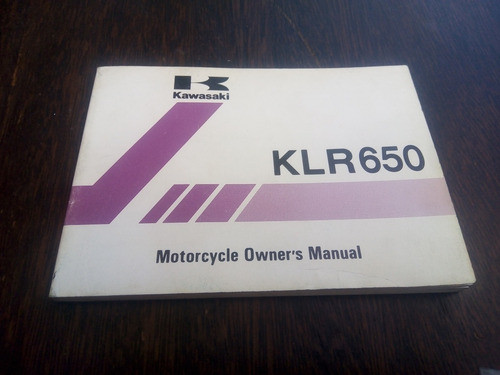 Kawasaki
KLR650
Motorcycle Owner's Manual